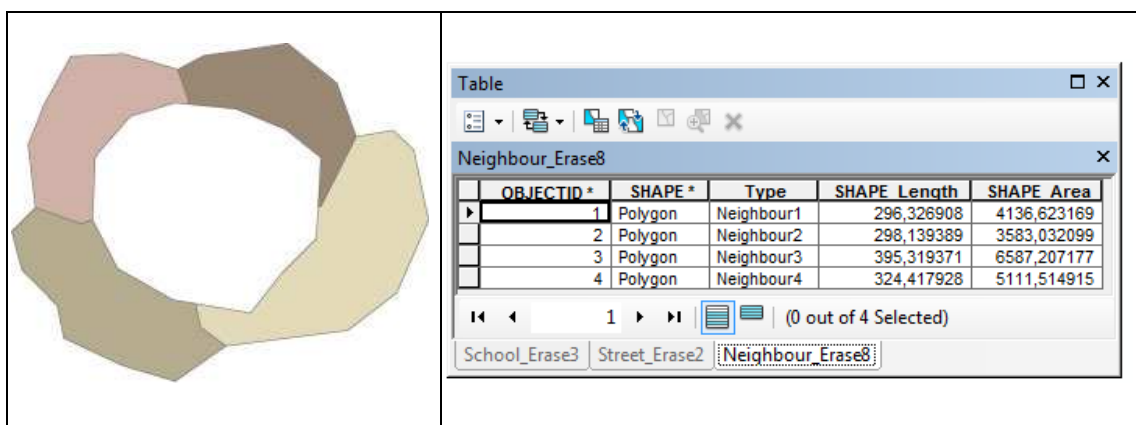 Table
Neighbour_Erase8
OBJECTID * SHAPE * Type SHAPE_Length SHAPE_Area
1 Polygon Neighbour1 296,326908 4136,623169
2 Polygon Neighbour2 298,139389 3583,032099
3 Polygon Neighbour3 395,319371 6587,207177
4 Polygon Neighbour4 324,417928 5111,514915
1 (0 out of 4 Selected)
School_Erase3 Street_Erase2 Neighbour_Erase8